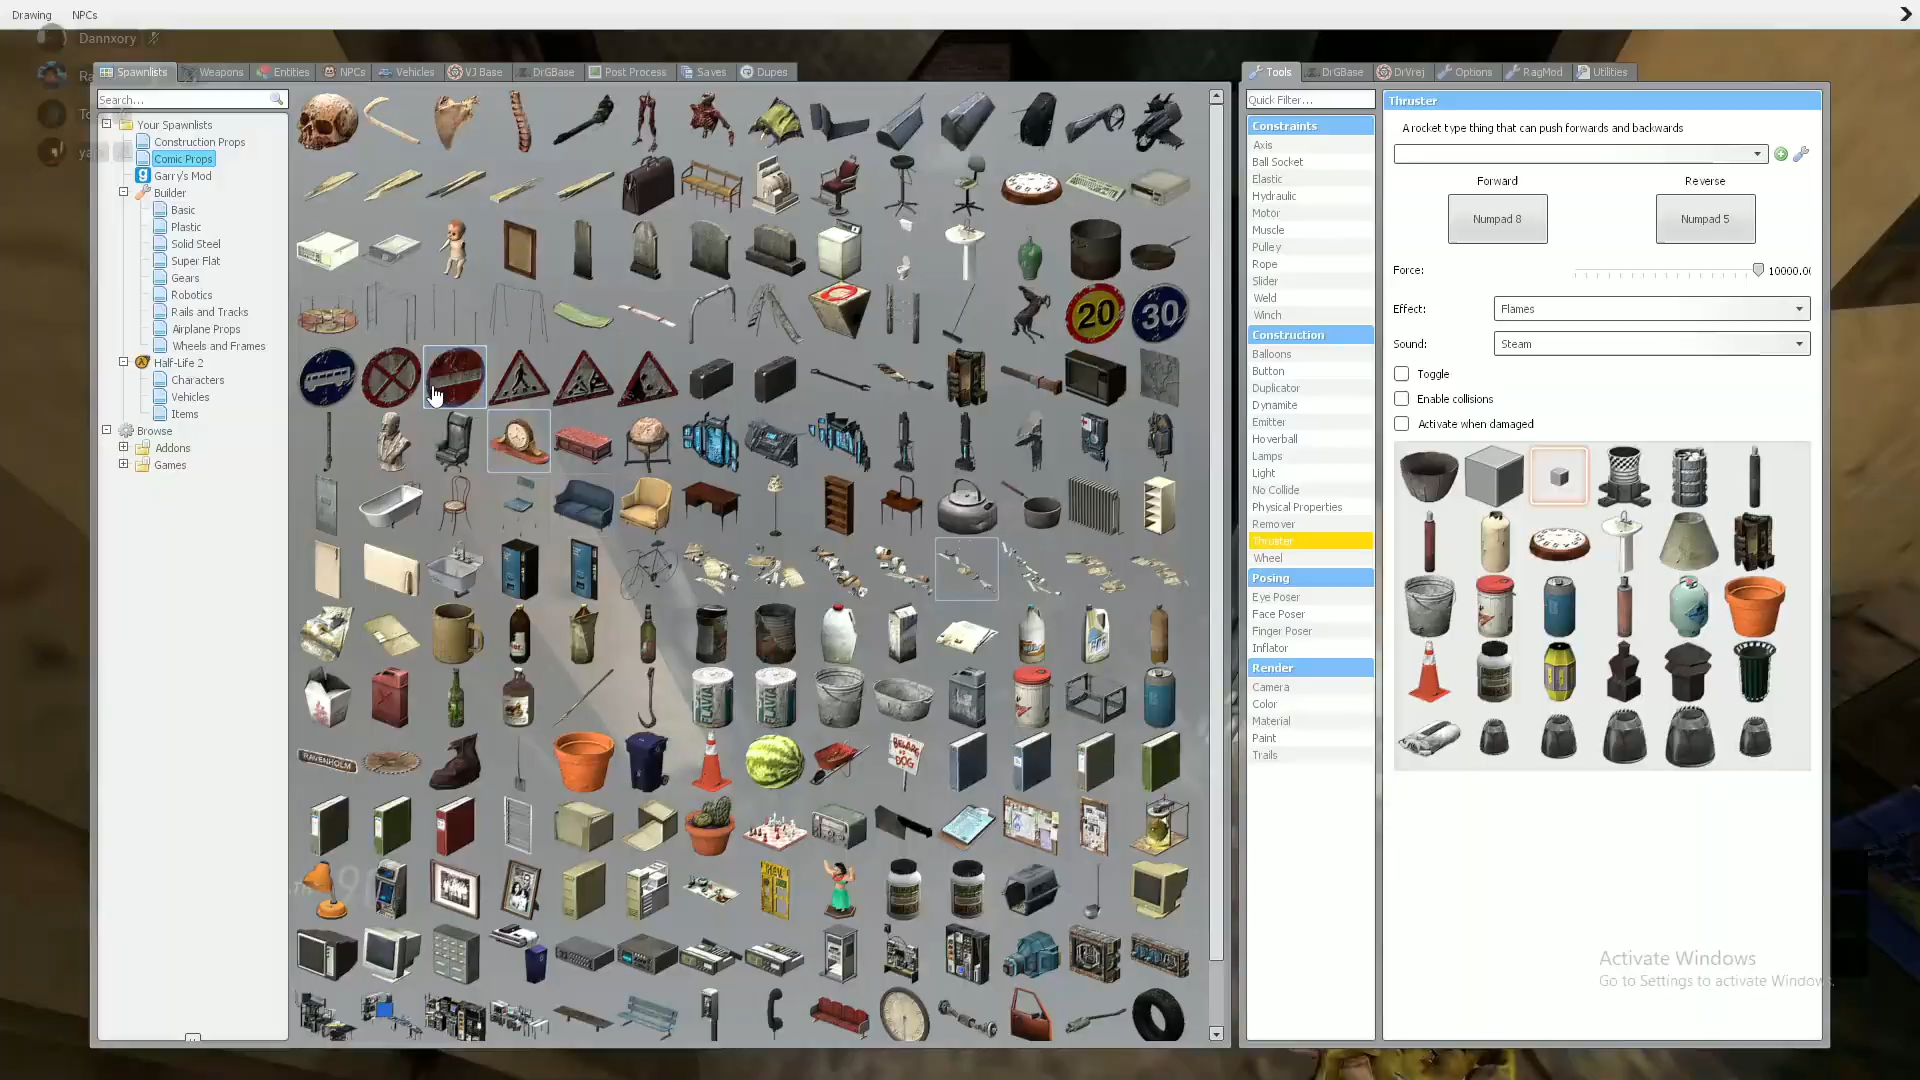 Drawing NPCs
Dannxory
Spawnlists Weapons Entities NPCs Vehicles VJ Base DrGBase Post Process Saves Dupes
Search...
Your Spawnlists
Construction Props
Comic Props
Garry's Mod
Builder
Basic
Plastic
Solid Steel
Super Flat
Gears
Robotics
Rails and Tracks
Airplane Props
Wheels and Frames
Half-Life 2
Characters
Vehicles
Items
Browse
Addons
Games
20
30
FLAVA
FLAVA
RAVENHOLM
BEWARE
OF
DOG
Tools DrGBase DrVrej Options RagMod Utilities
Quick Filter...
Constraints
Axis
Ball Socket
Elastic
Hydraulic
Motor
Muscle
Pulley
Rope
Slider
Weld
Winch
Construction
Balloons
Button
Duplicator
Dynamite
Emitter
Hoverball
Lamps
Light
No Collide
Physical Properties
Remover
Thruster
Wheel
Posing
Eye Poser
Face Poser
Finger Poser
Inflator
Render
Camera
Color
Material
Paint
Trails
Thruster
A rocket type thing that can push forwards and backwards
Forward Reverse
Numpad 8 Numpad 5
Force: 10000.0
Effect: Flames
Sound: Steam
Toggle
Enable collisions
Activate when damaged
Activate Windows
Go to Settings to activate Windows.